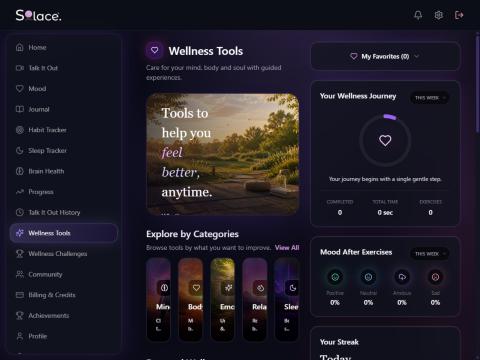 Solace.
Home
Talk It Out
Mood
Journal
Habit Tracker
Sleep Tracker
Brain Health
Progress
Talk It Out History
Wellness Tools
Wellness Challenges
Community
Billing & Credits
Achievements
Profile
Wellness Tools
Care for your mind, body and soul with guided
experiences.
Tools to
help you
feel
better,
anytime.
Explore by Categories
Browse tools by what you want to improve.
View All
Min
Body
Emo
Rela
Slee
My Favorites (0)
Your Wellness Journey
THIS WEEK
Your journey begins with a single gentle step.
COMPLETED
TOTAL TIME
EXERCISES
0
0 sec
0
Mood After Exercises
THIS WEEK
Positive
Neutral
Anxious
Sad
0%
0%
0%
0%
Your Streak
Today